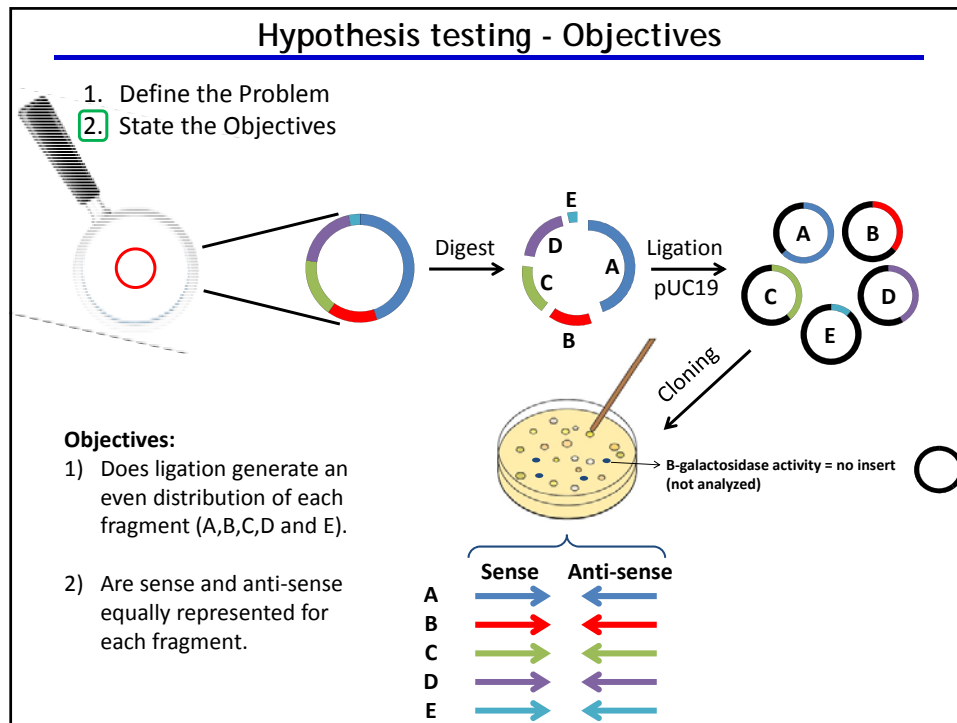 Hypothesis testing - Objectives
1. Define the Problem
2. State the Objectives
E
D
C
A
B
Digest
Ligation
pUC19
A
B
C
D
E
Cloning
B-galactosidase activity = no insert
(not analyzed)
Objectives:
1) Does ligation generate an
even distribution of each
fragment (A,B,C,D and E).
2) Are sense and anti-sense
equally represented for
each fragment.
Sense Anti-sense
A
B
C
D
E